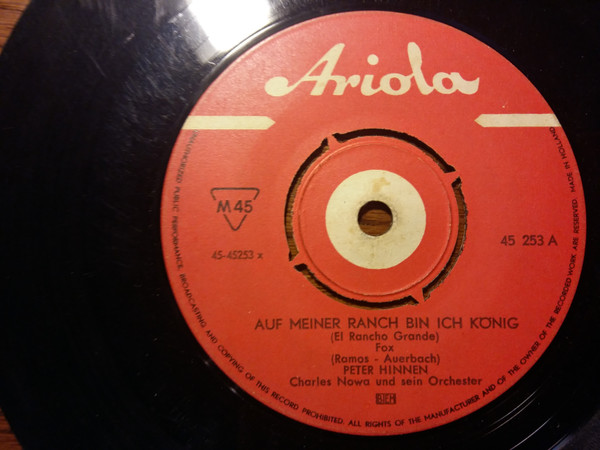 Ariola
M 45
45-45253 x
45 253 A
AUF MEINER RANCH BIN ICH KÖNIG
(El Rancho Grande)
Fox
(Ramos - Auerbach)
PETER HINNEN
Charles Nowa und sein Orchester
BIEM
UNAUTHORIZED PUBLIC PERFORMANCE, BROADCASTING AND COPYING OF THIS RECORD PROHIBITED. ALL RIGHTS OF THE MANUFACTURER AND OF THE OWNER OF THE RECORDED WORK ARE RESERVED. MADE IN HOLLAND